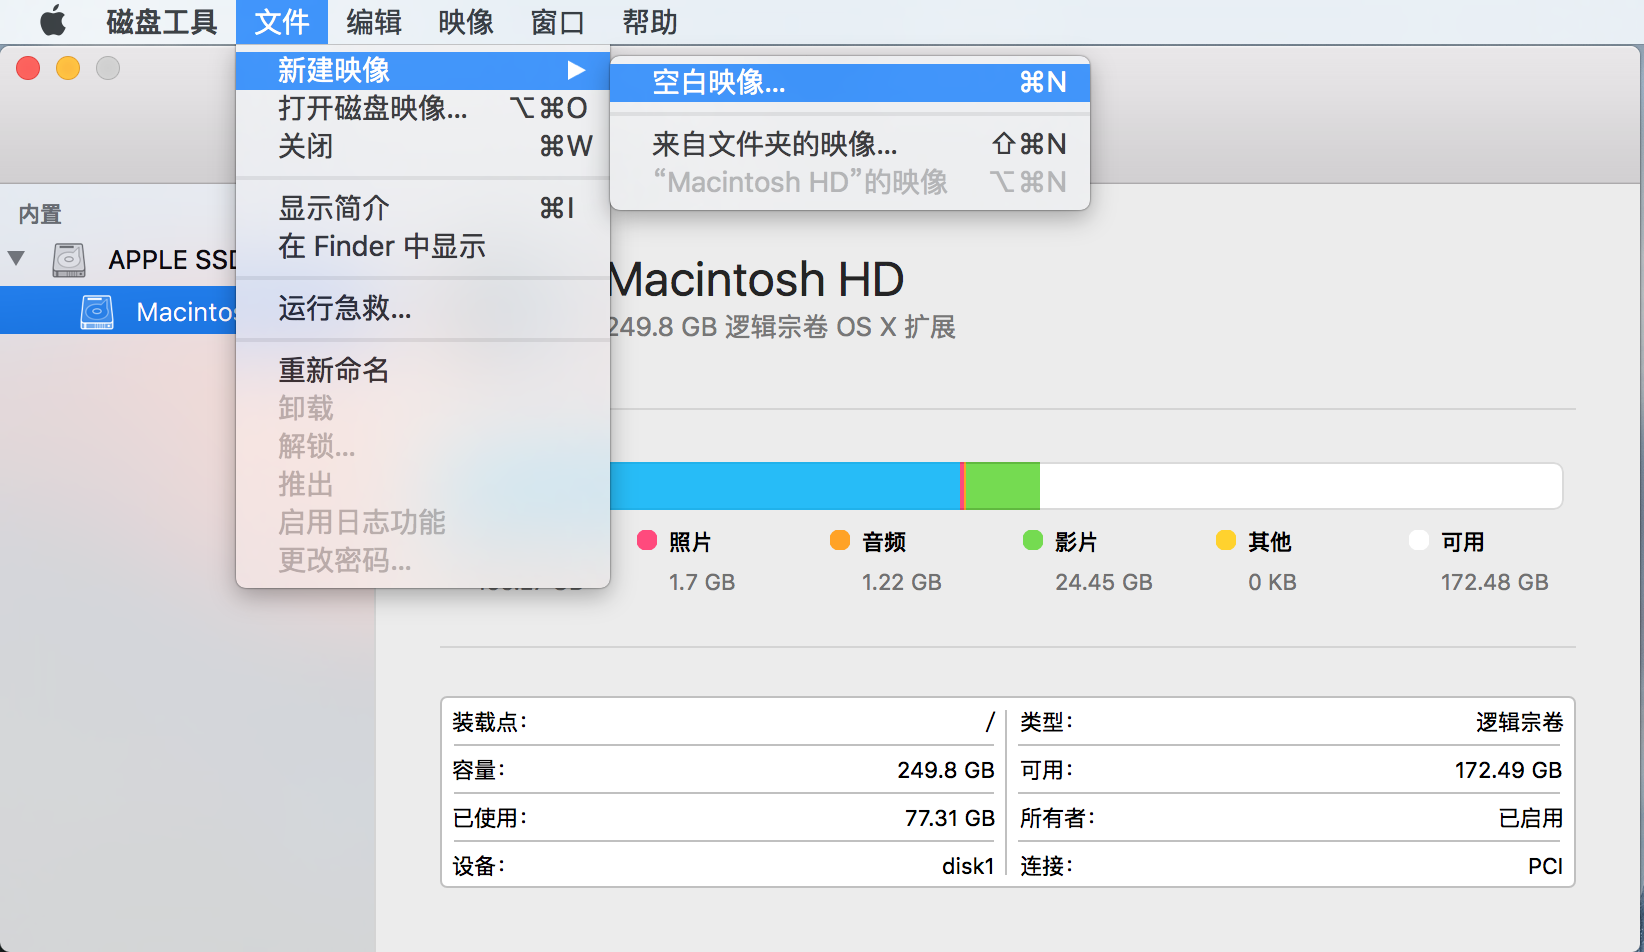 磁盘工具 文件 编辑 映像 窗口 帮助
新建映像 ▶
打开磁盘映像... ⌥⌘O
关闭 ⌘W
显示简介 ⌘I
在 Finder 中显示
运行急救...
重新命名
卸载
解锁...
推出
启用日志功能
更改密码...
空白映像... ⌘N
来自文件夹的映像... ⇧⌘N
“Macintosh HD”的映像 ⌥⌘N
内置
APPLE SSD
Macintos
Macintosh HD
249.8 GB 逻辑宗卷 OS X 扩展
照片 音频 影片 其他 可用
1.7 GB 1.22 GB 24.45 GB 0 KB 172.48 GB
装载点： /
容量： 249.8 GB
已使用： 77.31 GB
设备： disk1
类型： 逻辑宗卷
可用： 172.49 GB
所有者： 已启用
连接： PCI